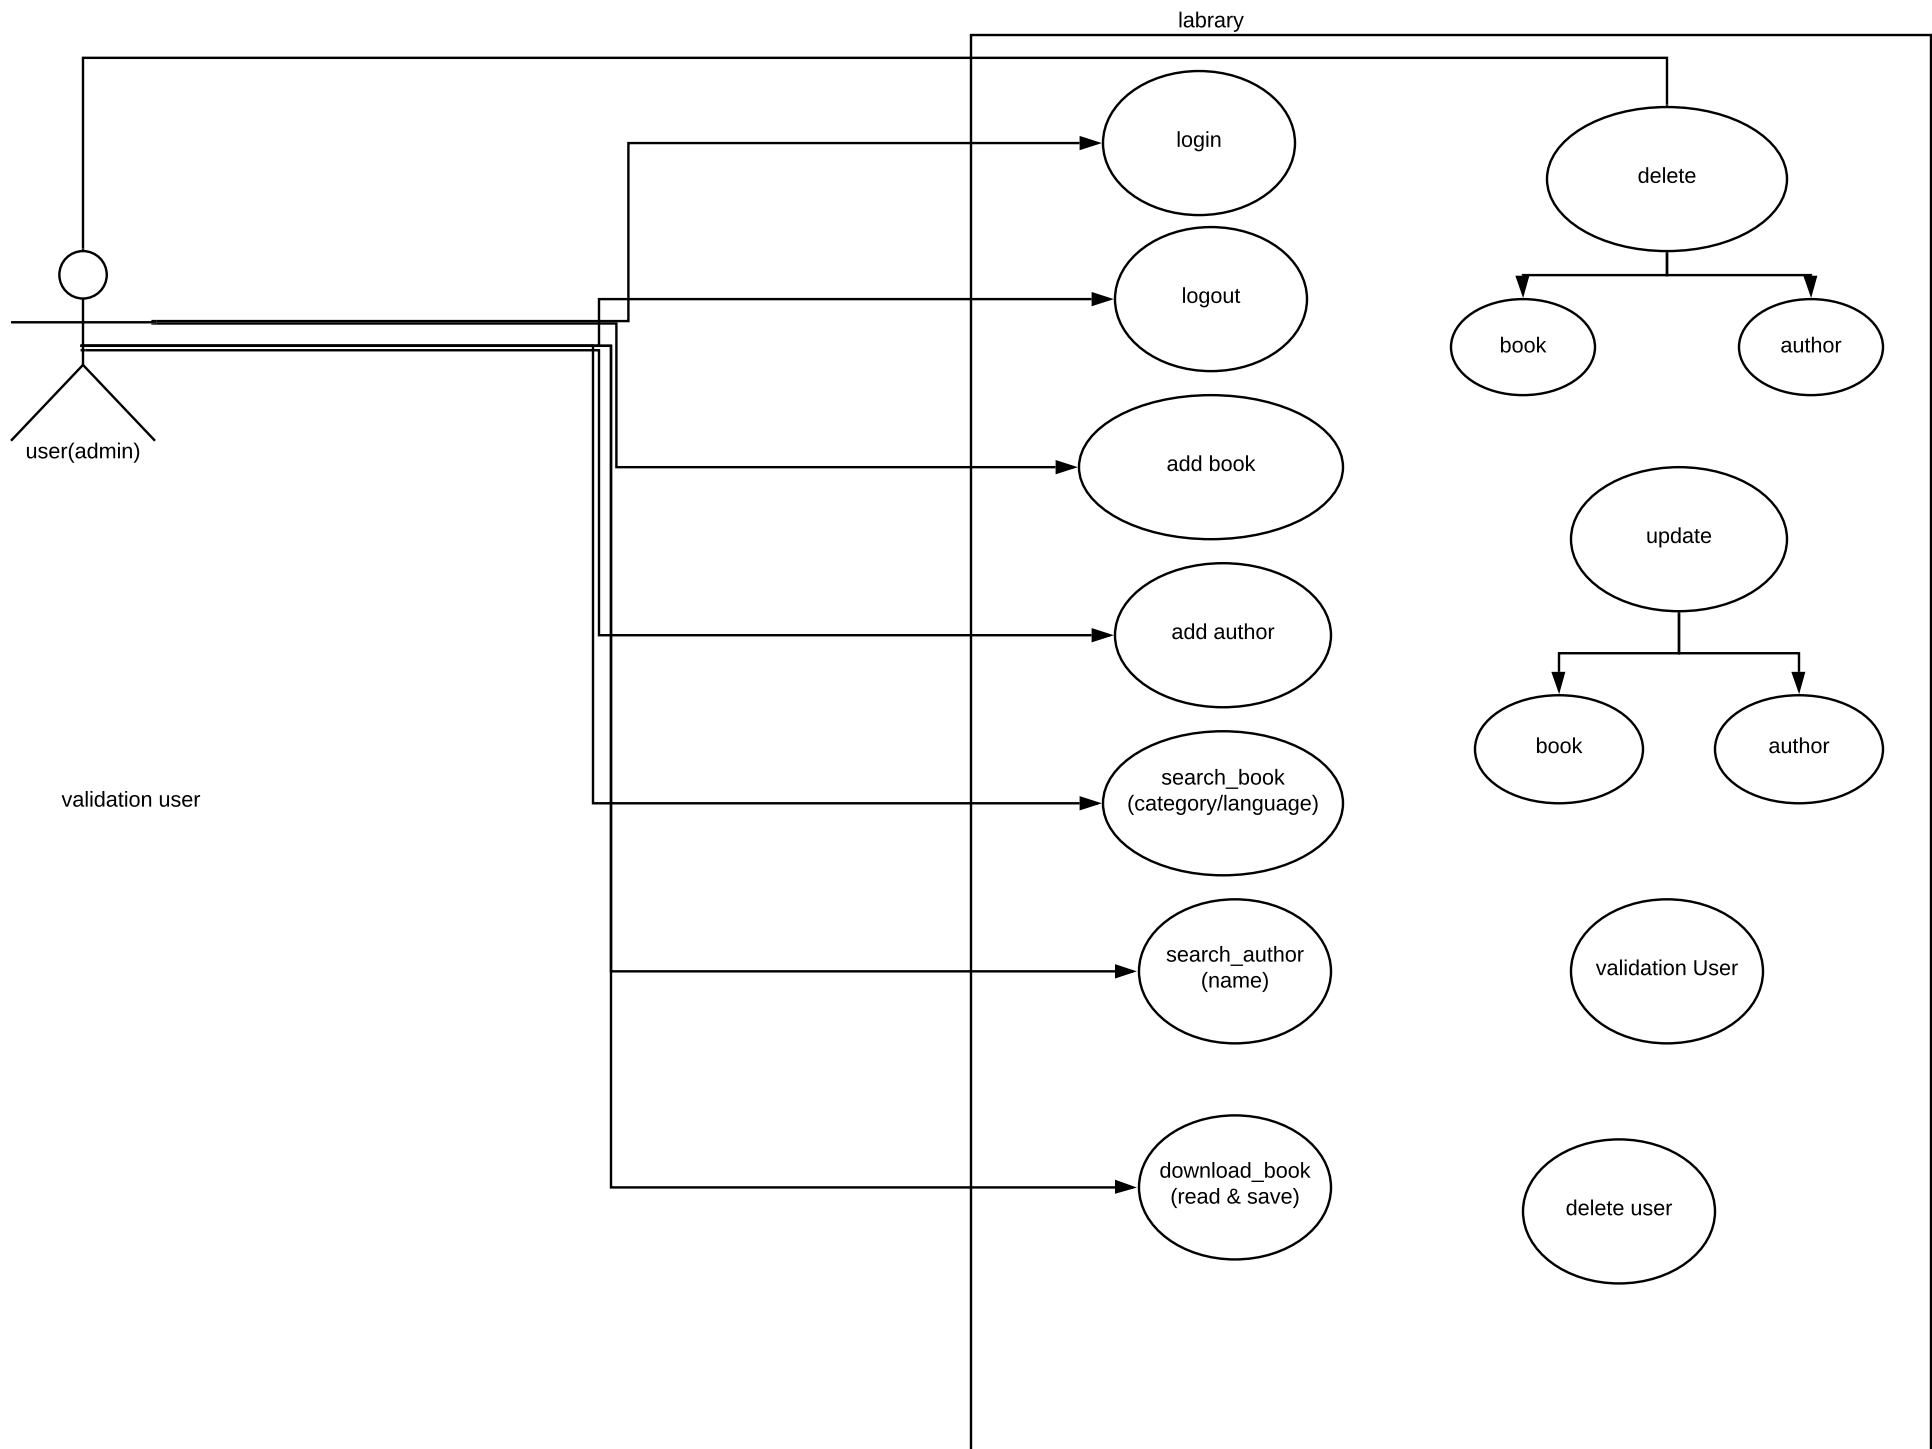 labrary
login
delete
logout
book
author
user(admin)
add book
update
add author
book
author
search_book
(category/language)
validation user
search_author
(name)
validation User
download_book
(read & save)
delete user